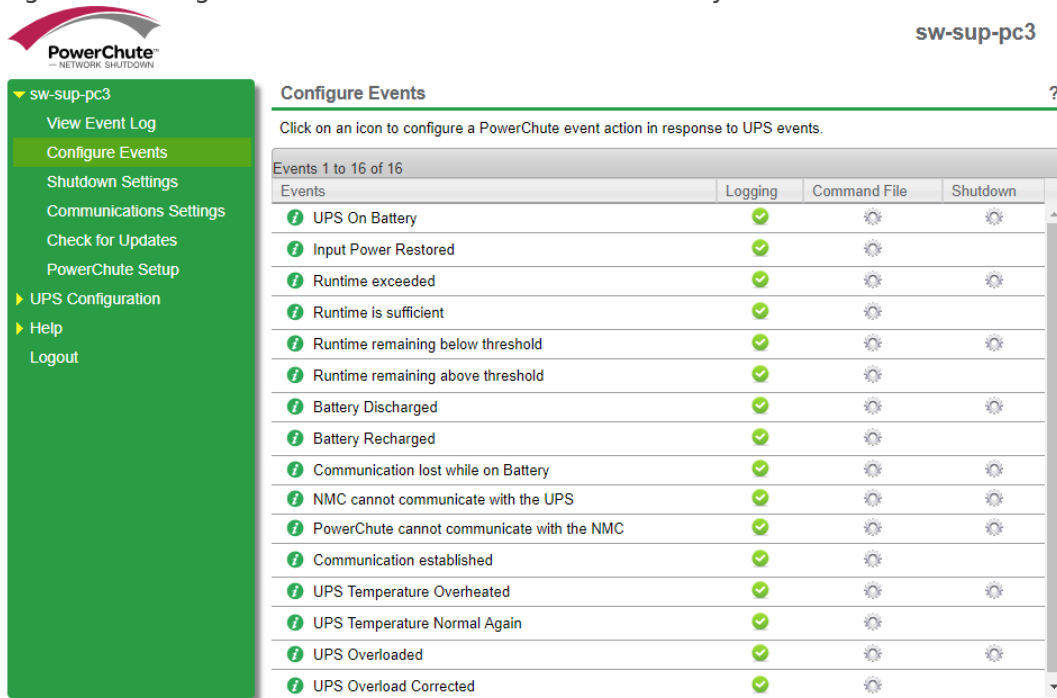 PowerChute™
— NETWORK SHUTDOWN
sw-sup-pc3
sw-sup-pc3
View Event Log
Configure Events
Shutdown Settings
Communications Settings
Check for Updates
PowerChute Setup
UPS Configuration
Help
Logout
Configure Events ?
Click on an icon to configure a PowerChute event action in response to UPS events.
Events 1 to 16 of 16
Events Logging Command File Shutdown
UPS On Battery
Input Power Restored
Runtime exceeded
Runtime is sufficient
Runtime remaining below threshold
Runtime remaining above threshold
Battery Discharged
Battery Recharged
Communication lost while on Battery
NMC cannot communicate with the UPS
PowerChute cannot communicate with the NMC
Communication established
UPS Temperature Overheated
UPS Temperature Normal Again
UPS Overloaded
UPS Overload Corrected